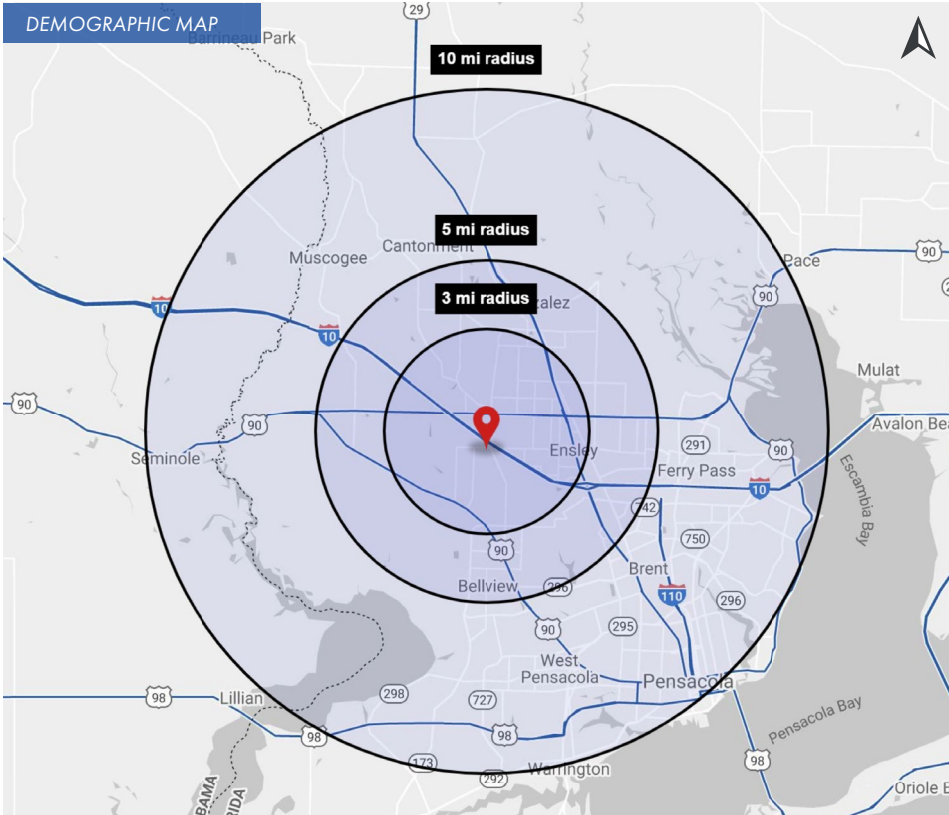 DEMOGRAPHIC MAP
29
Barrineau Park
10 mi radius
5 mi radius
Cantonment
Muscogee
Pace
90
90
3 mi radius
zalez
10
10
Mulat
90
90
Avalon Bea
Seminole
Ensley
291
90
Ferry Pass
10
Escambia Bay
742
750
90
Brent
Bellview
296
110
296
90
295
West
Pensacola
Pensacola
98
Lillian
298
727
98
98
Pensacola Bay
173
98
292
Warrington
BAMA
RIDA
Oriole B